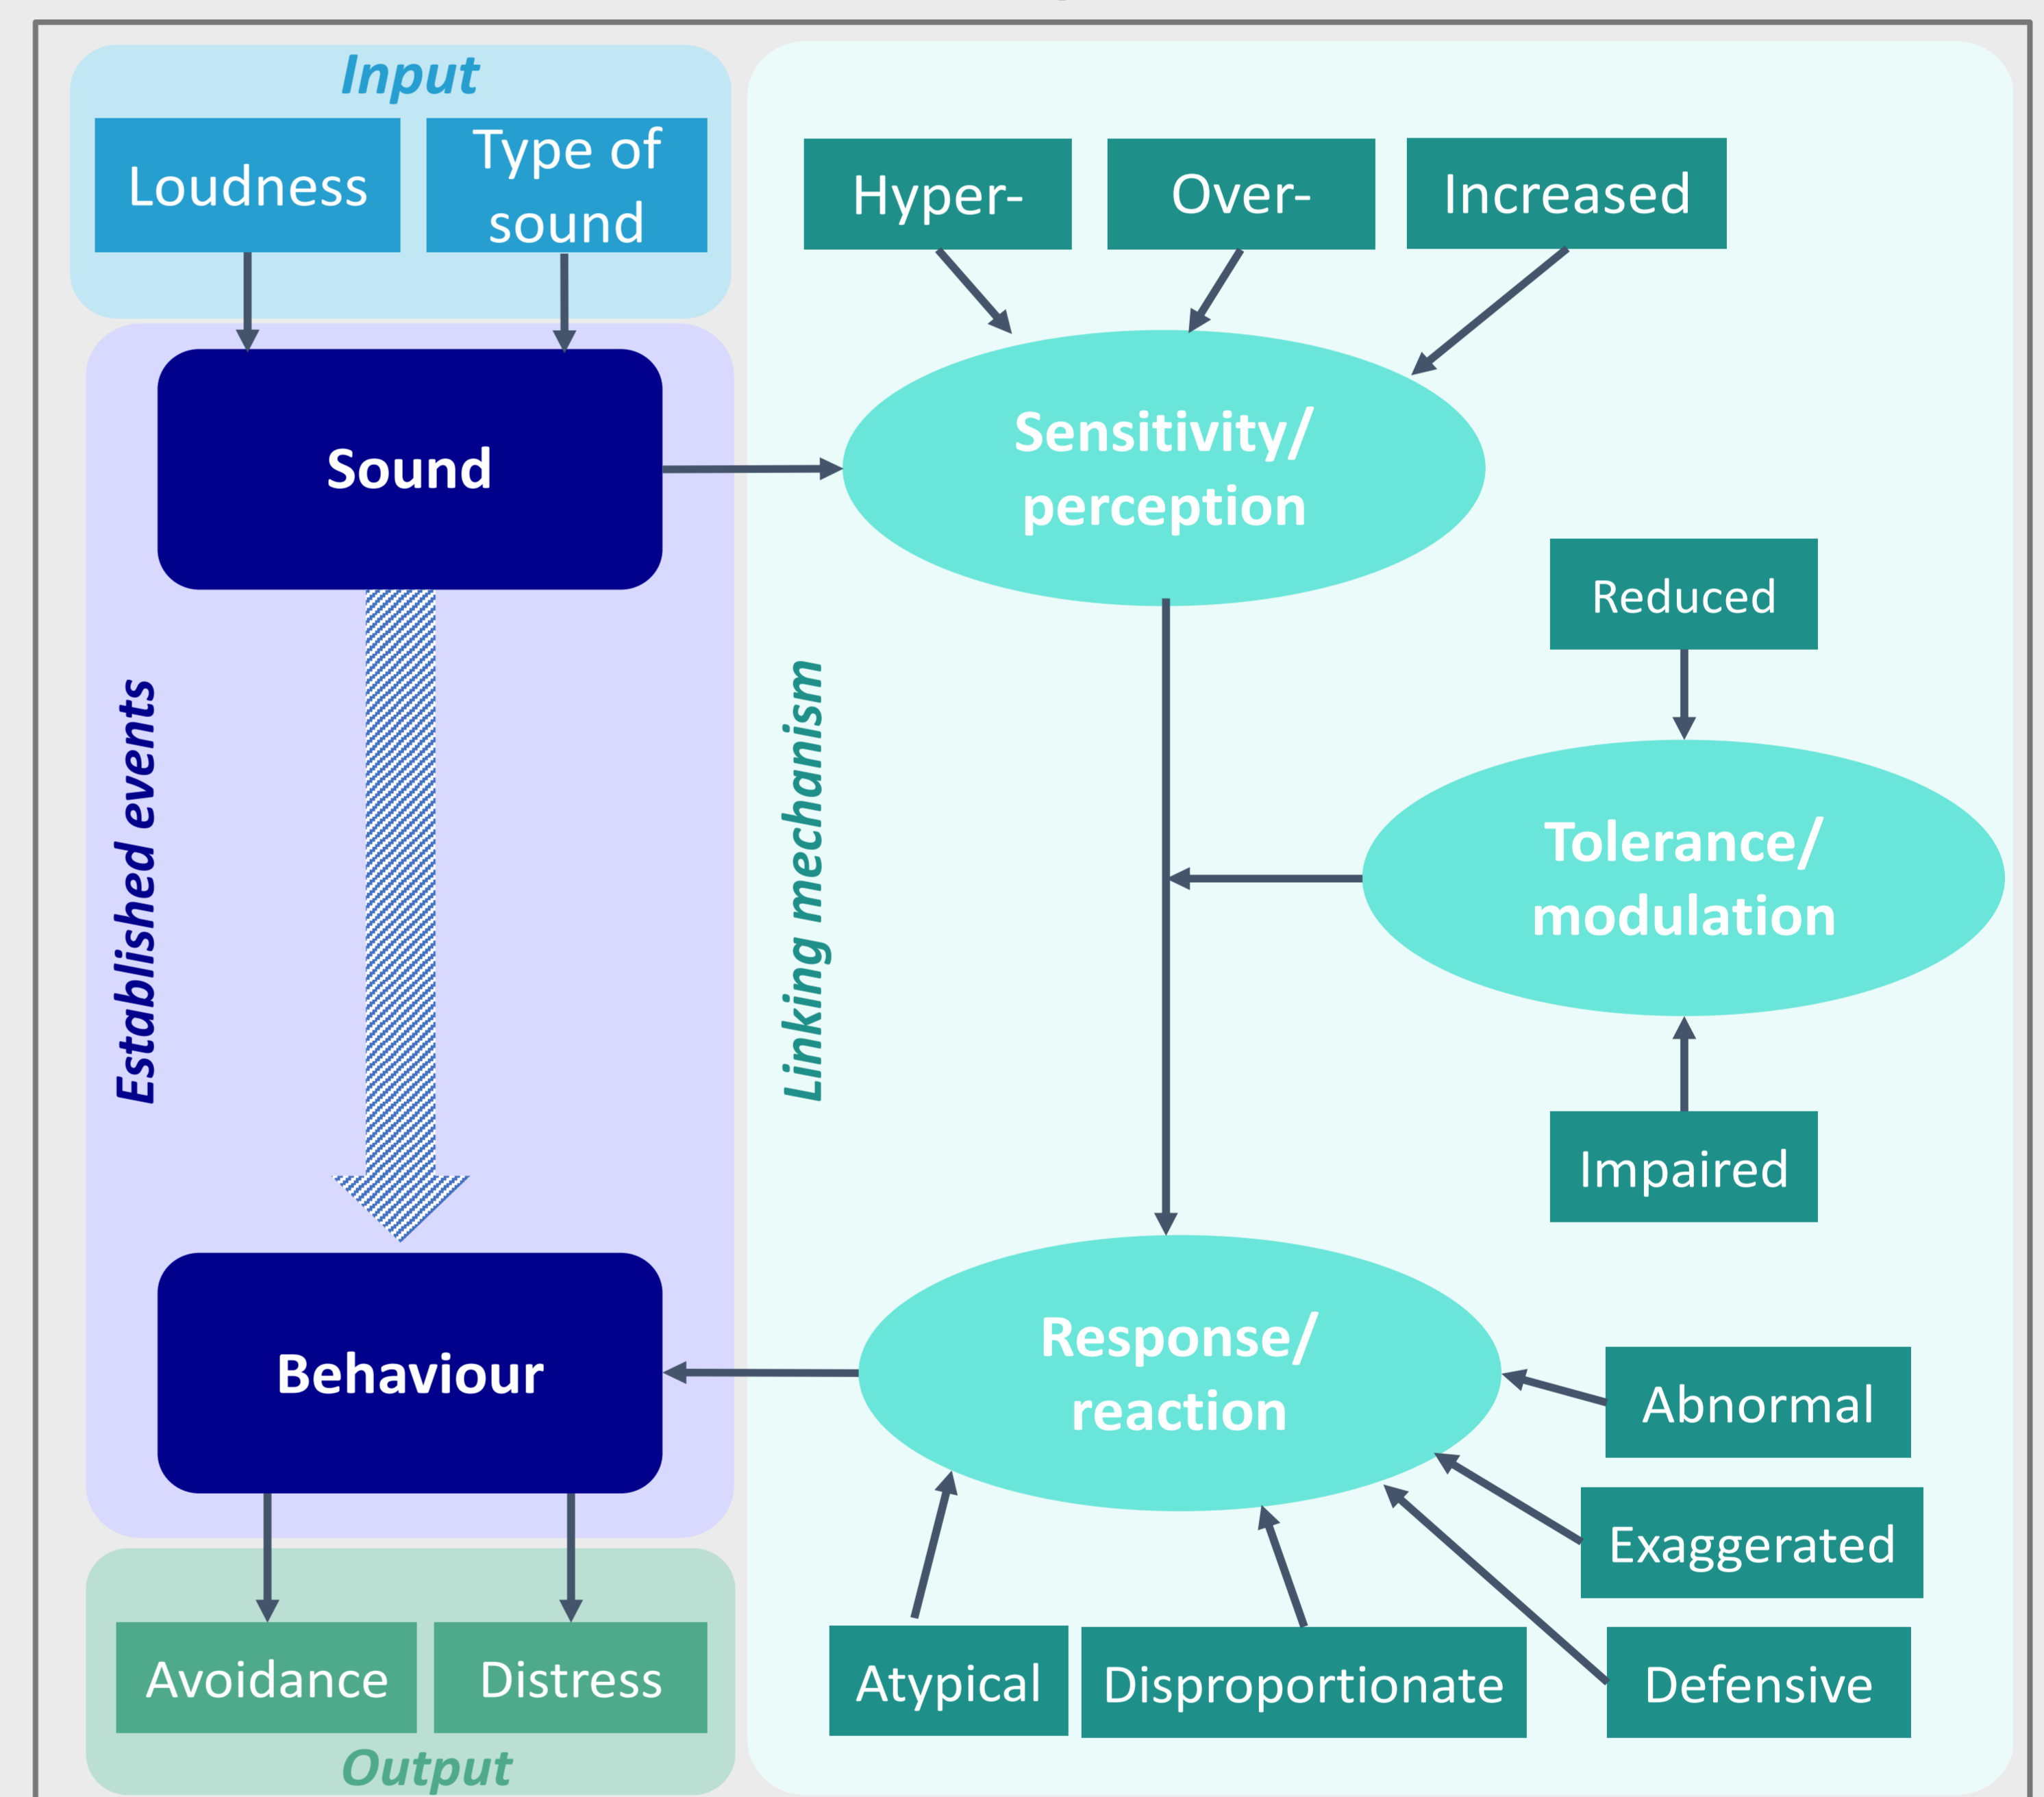 Input
Loudness
Type of
sound
Hyper-
Over-
Increased
Sound
Sensitivity/
perception
Reduced
Established events
Linking mechanism
Tolerance/
modulation
Impaired
Behaviour
Response/
reaction
Abnormal
Exaggerated
Avoidance
Distress
Atypical
Disproportionate
Defensive
Output